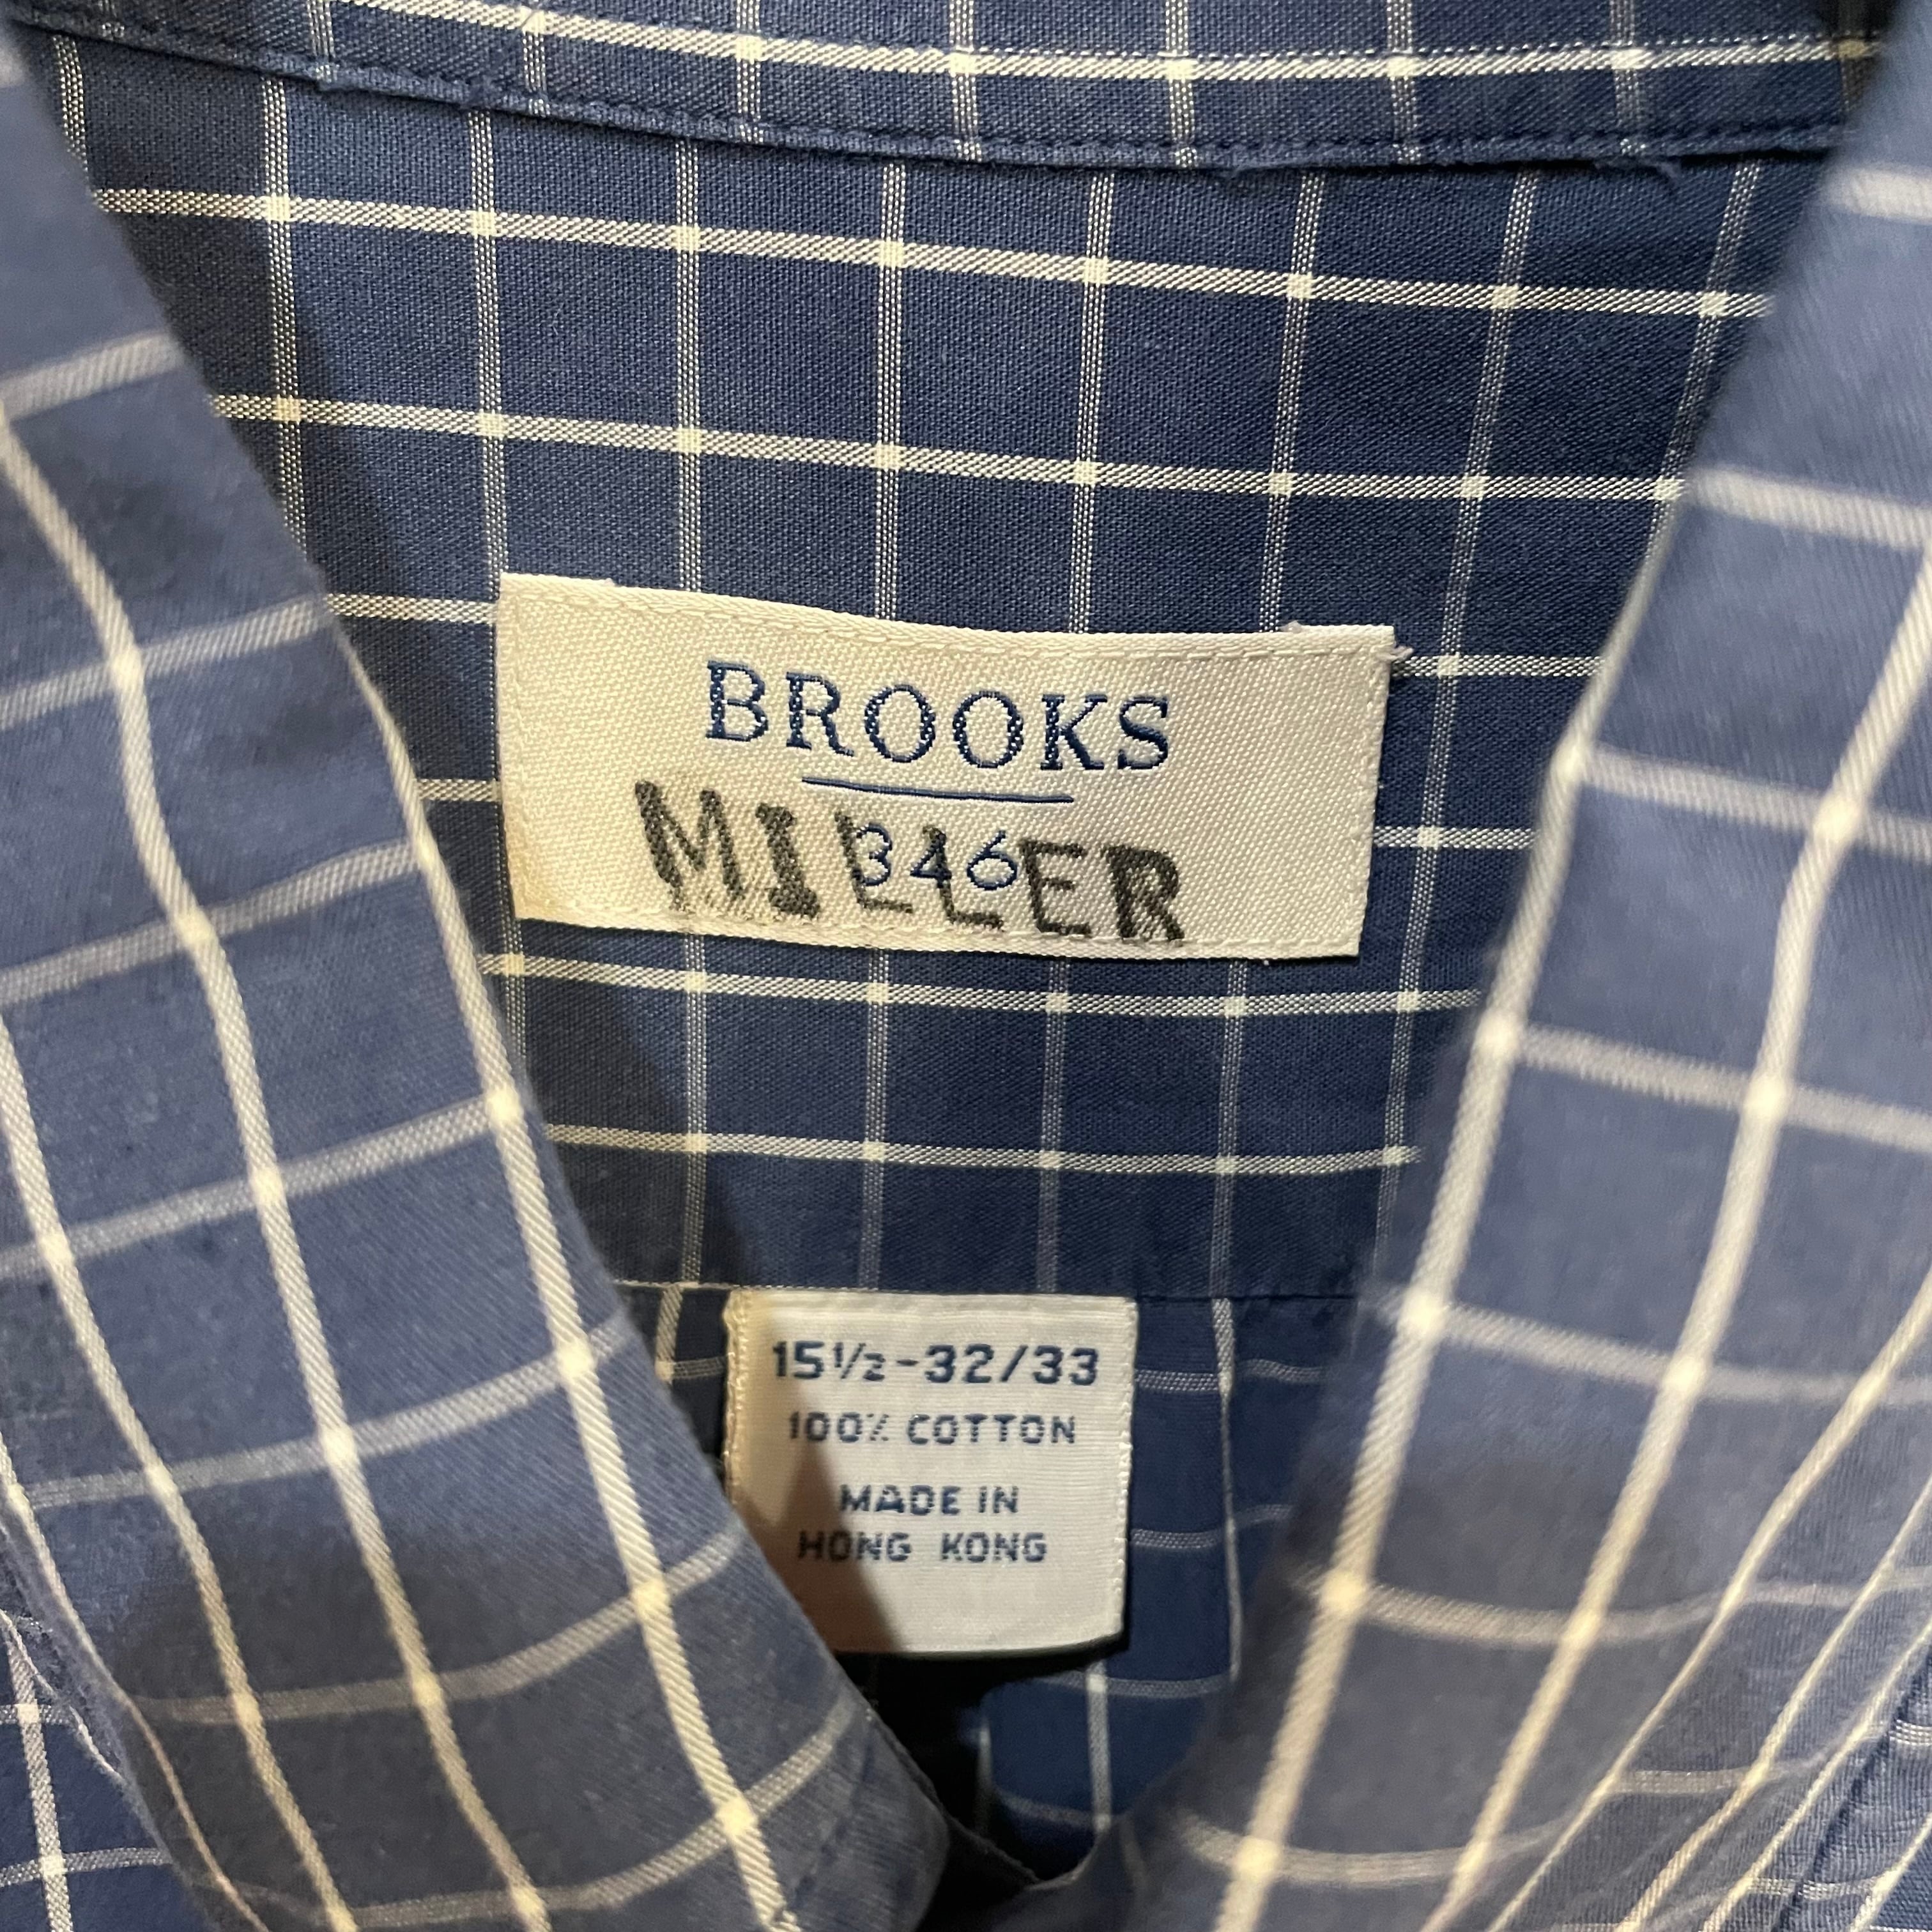 BROOKS
346
MILLER
15½-32/33
100% COTTON
MADE IN
HONG KONG